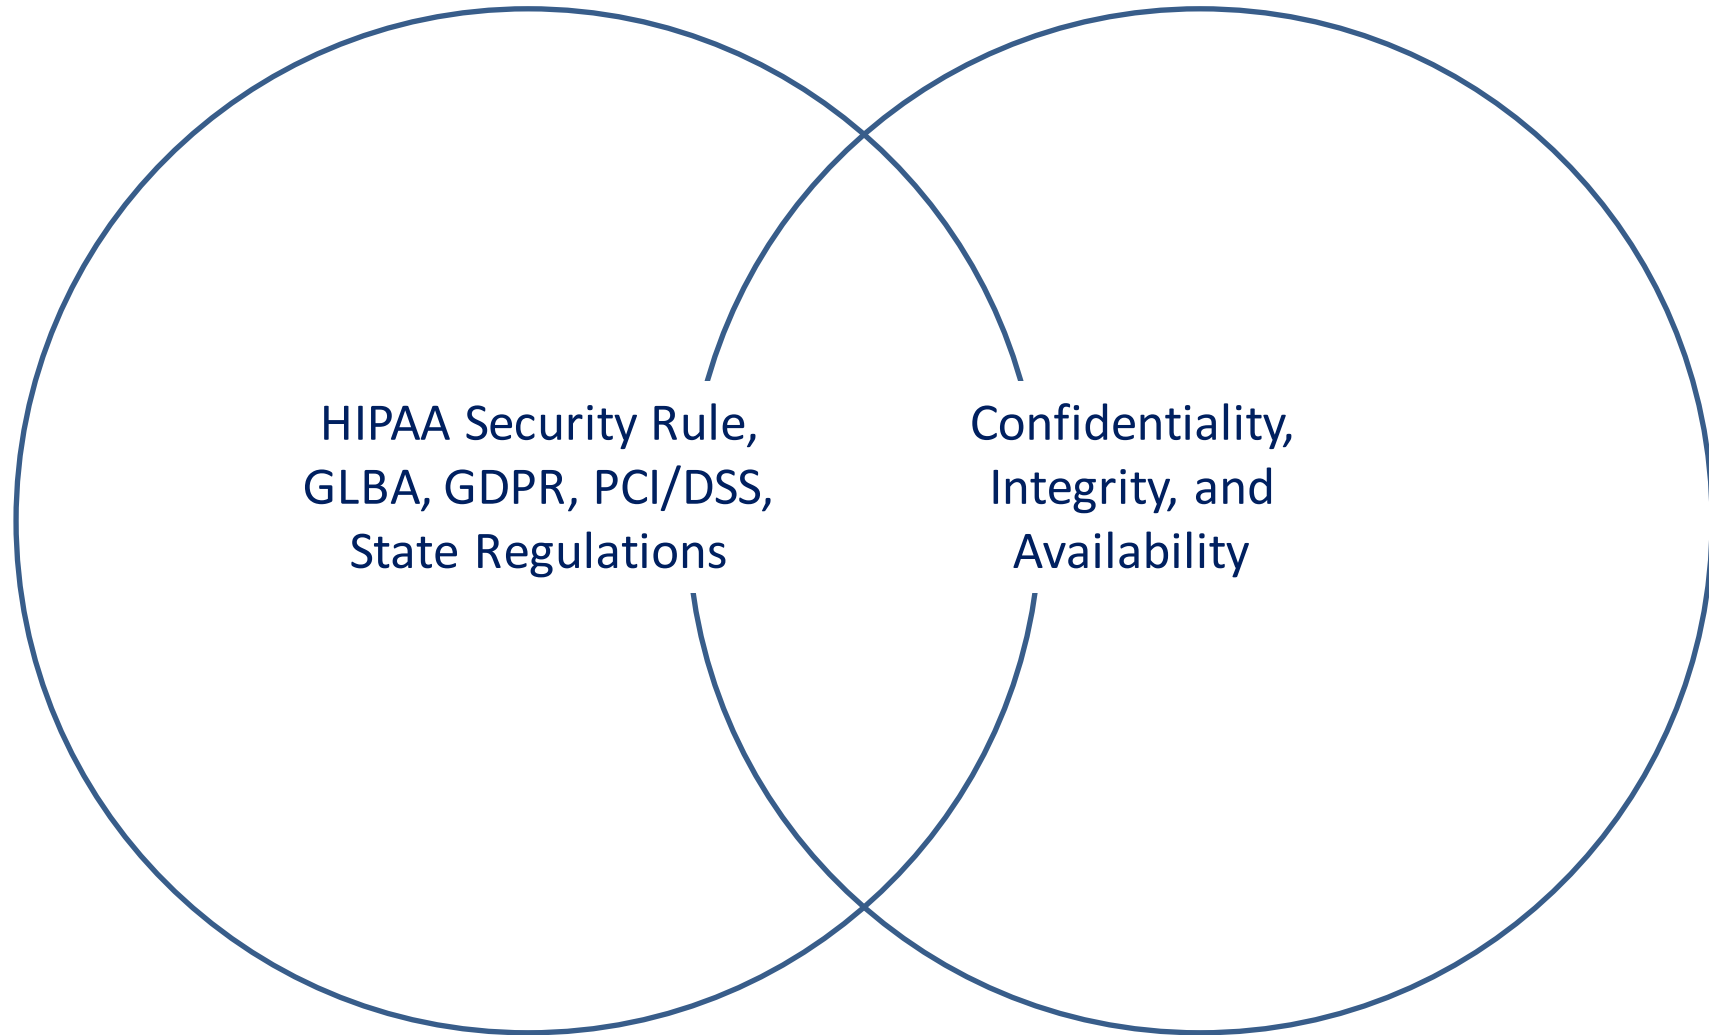 HIPAA Security Rule,
GLBA, GDPR, PCI/DSS,
State Regulations
Confidentiality,
Integrity, and
Availability